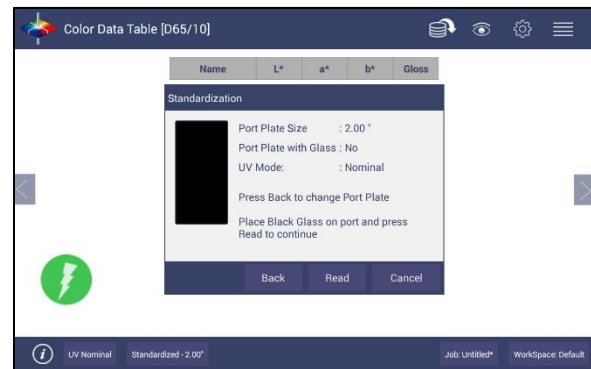 Color Data Table [D65/10]
Name L* a* b* Gloss
Standardization
Port Plate Size : 2.00 "
Port Plate with Glass : No
UV Mode: : Nominal
Press Back to change Port Plate
Place Black Glass on port and press
Read to continue
Back Read Cancel
UV Nominal Standardized - 2.00" Job: Untitled* WorkSpace: Default